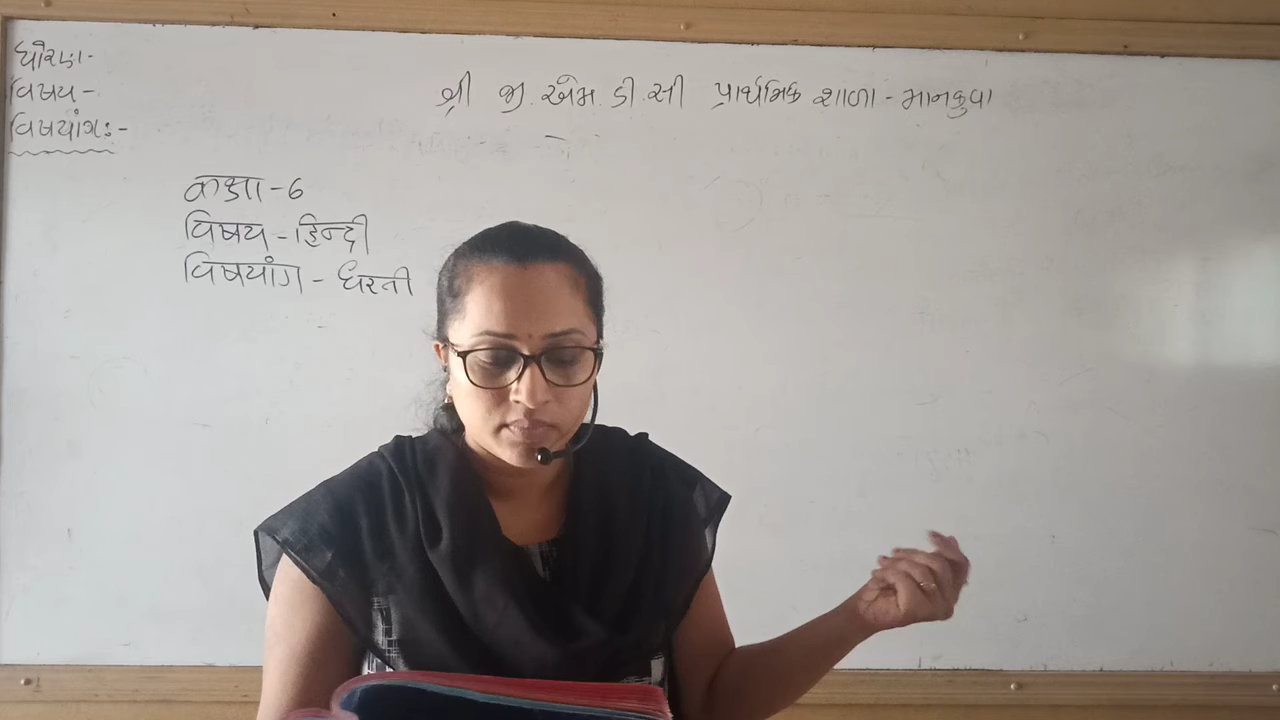 ધોરણ-
વિષય-
વિષયાંગ:-
શ્રી જી.એમ.ડી.સી પ્રાર્થમિક શાળા - માનકુવા
कक्षा-6
विषय-हिन्दी
विषयांग-धरती